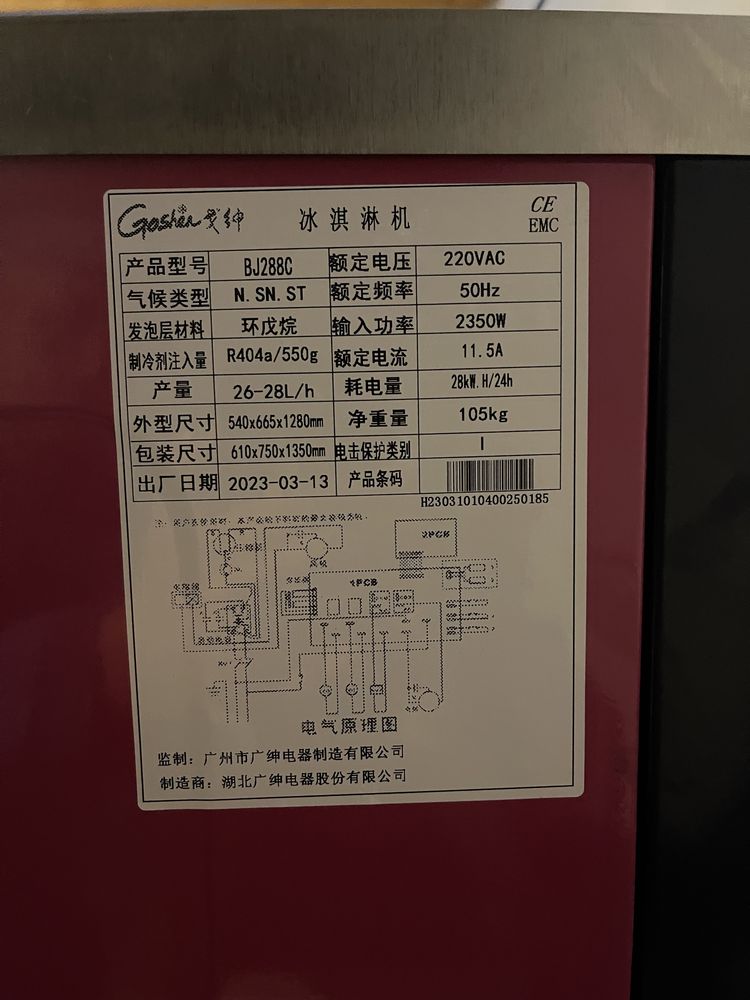 Goshen 戈绅 冰淇淋机 CE
EMC
产品型号 BJ288C 额定电压 220VAC
气候类型 N.SN.ST 额定频率 50Hz
发泡层材料 环戊烷 输入功率 2350W
制冷剂注入量 R404a/550g 额定电流 11.5A
产量 26-28L/h 耗电量 28kW.H/24h
外型尺寸 540x665x1280mm 净重量 105kg
包装尺寸 610x750x1350mm 电击保护类别 I
出厂日期 2023-03-13 产品条码
H23031010400250185
2PCB
1PCB
电气原理图
监制：广州市广绅电器制造有限公司
制造商：湖北广绅电器股份有限公司